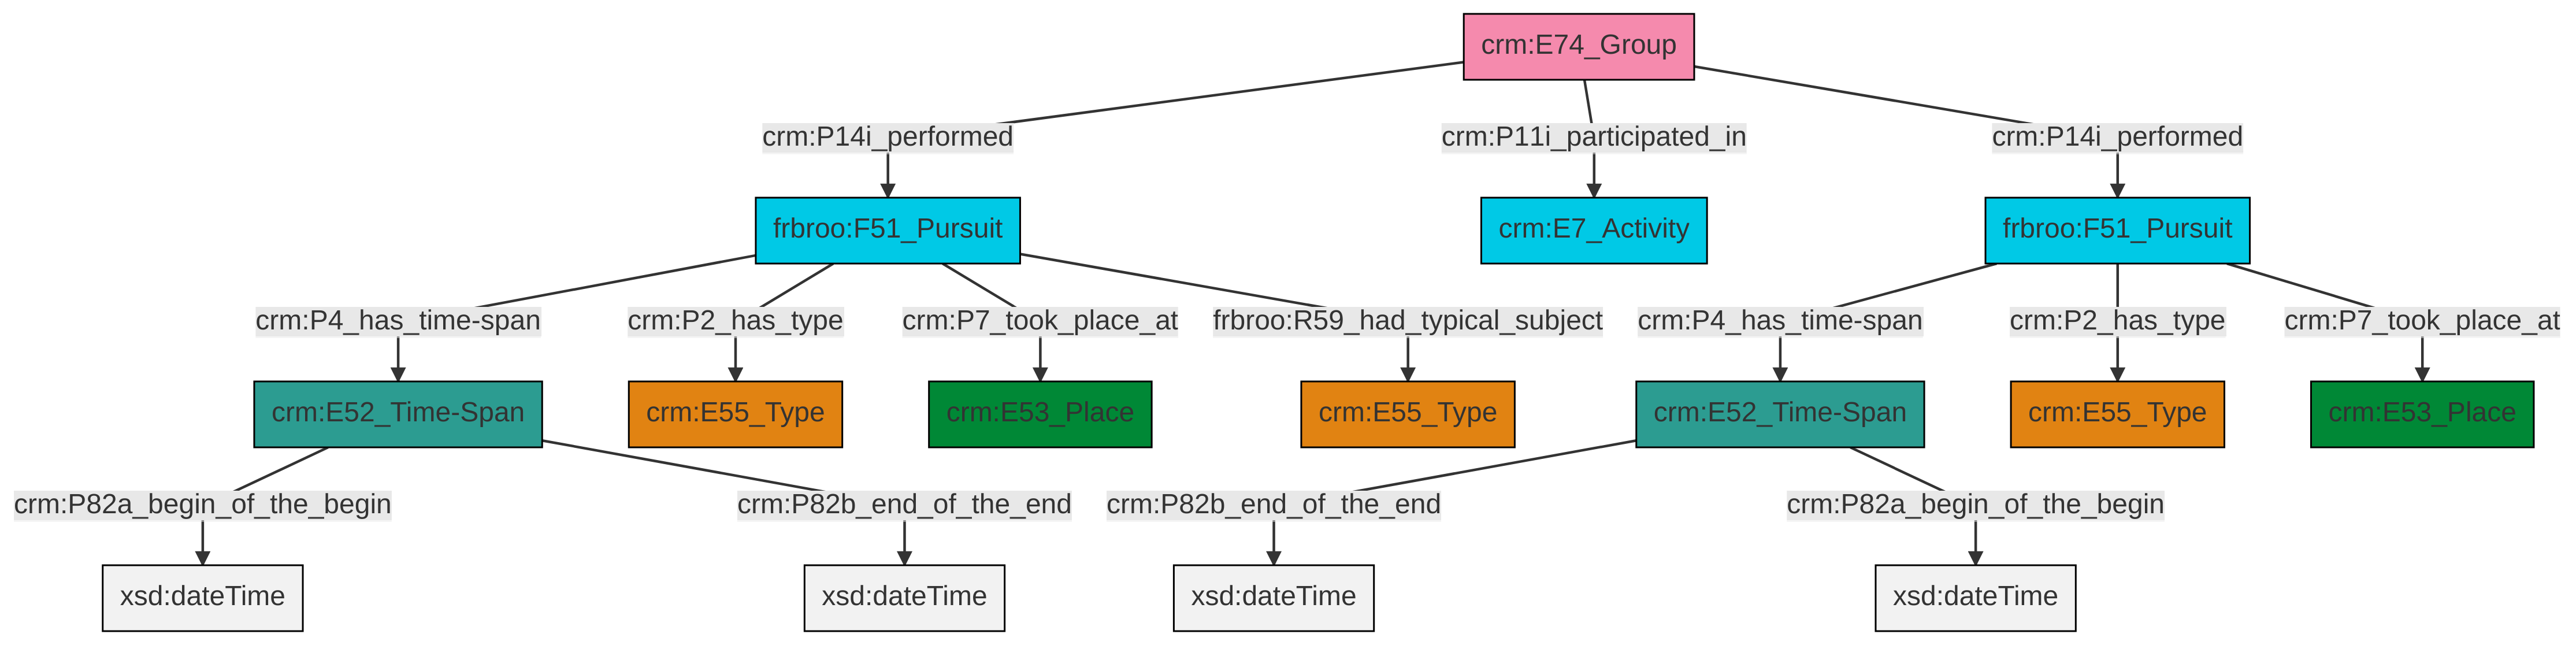 crm:E74_Group
crm:P14i_performed
crm:P11i_participated_in
crm:P14i_performed
frbroo:F51_Pursuit
crm:E7_Activity
frbroo:F51_Pursuit
crm:P4_has_time-span
crm:P2_has_type
crm:P7_took_place_at
frbroo:R59_had_typical_subject
crm:P4_has_time-span
crm:P2_has_type
crm:P7_took_place_at
crm:E52_Time-Span
crm:E55_Type
crm:E53_Place
crm:E55_Type
crm:E52_Time-Span
crm:E55_Type
crm:E53_Place
crm:P82a_begin_of_the_begin
crm:P82b_end_of_the_end
crm:P82b_end_of_the_end
crm:P82a_begin_of_the_begin
xsd:dateTime
xsd:dateTime
xsd:dateTime
xsd:dateTime